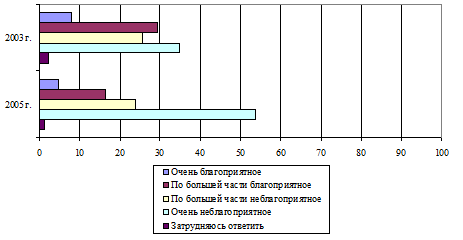 2003 г.
2005 г.
0 10 20 30 40 50 60 70 80 90 100
Очень благоприятное
По большей части благоприятное
По большей части неблагоприятное
Очень неблагоприятное
Затрудняюсь ответить